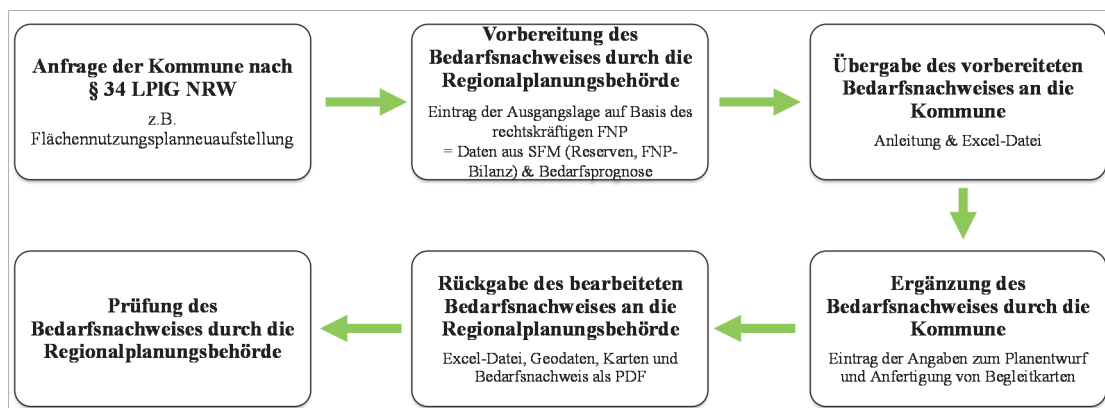 Anfrage der Kommune nach
§ 34 LPlG NRW
z.B.
Flächennutzungsplanneuaufstellung
Vorbereitung des
Bedarfsnachweises durch die
Regionalplanungsbehörde
Eintrag der Ausgangslage auf Basis des
rechtskräftigen FNP
= Daten aus SFM (Reserven, FNP-
Bilanz) & Bedarfsprognose
Übergabe des vorbereiteten
Bedarfsnachweises an die
Kommune
Anleitung & Excel-Datei
Ergänzung des
Bedarfsnachweises durch die
Kommune
Eintrag der Angaben zum Planentwurf
und Anfertigung von Begleitkarten
Rückgabe des bearbeiteten
Bedarfsnachweises an die
Regionalplanungsbehörde
Excel-Datei, Geodaten, Karten und
Bedarfsnachweis als PDF
Prüfung des
Bedarfsnachweises durch die
Regionalplanungsbehörde